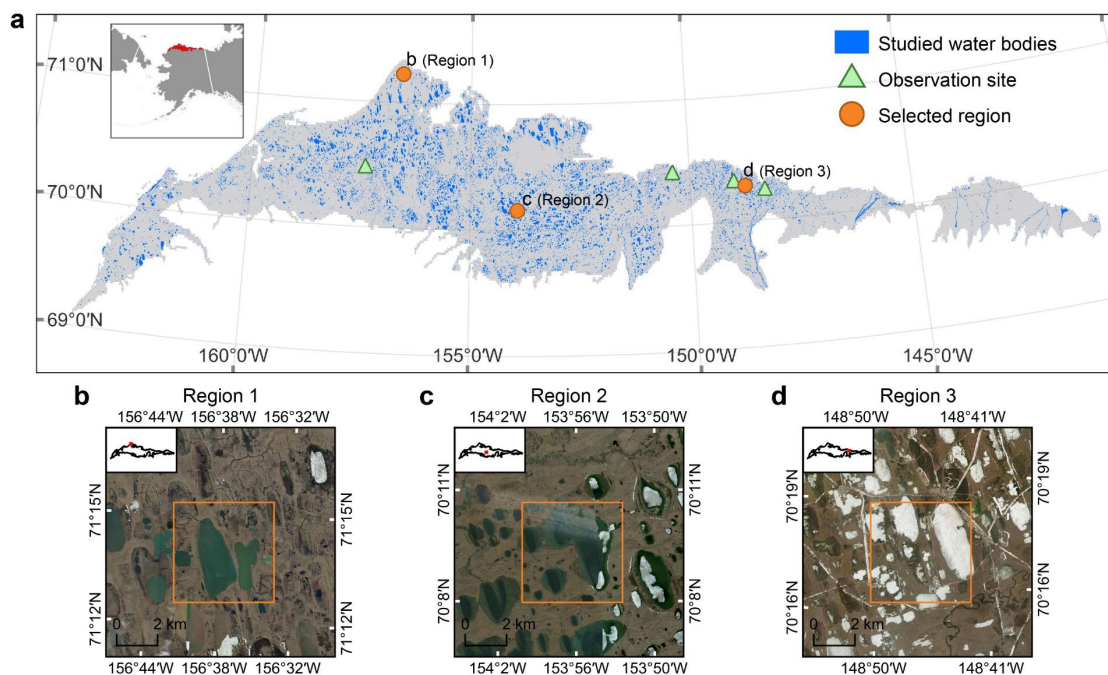 a
71°0'N
70°0'N
69°0'N
160°0'W
155°0'W
150°0'W
145°0'W
b (Region 1)
c (Region 2)
d (Region 3)
Studied water bodies
Observation site
Selected region
b
Region 1
156°44'W
156°38'W
156°32'W
71°15'N
71°12'N
71°15'N
71°12'N
0 2 km
156°44'W
156°38'W
156°32'W
c
Region 2
154°2'W
153°56'W
153°50'W
70°11'N
70°8'N
70°11'N
70°8'N
0 2 km
154°2'W
153°56'W
153°50'W
d
Region 3
148°50'W
148°41'W
70°19'N
70°16'N
70°19'N
70°16'N
0 2 km
148°50'W
148°41'W